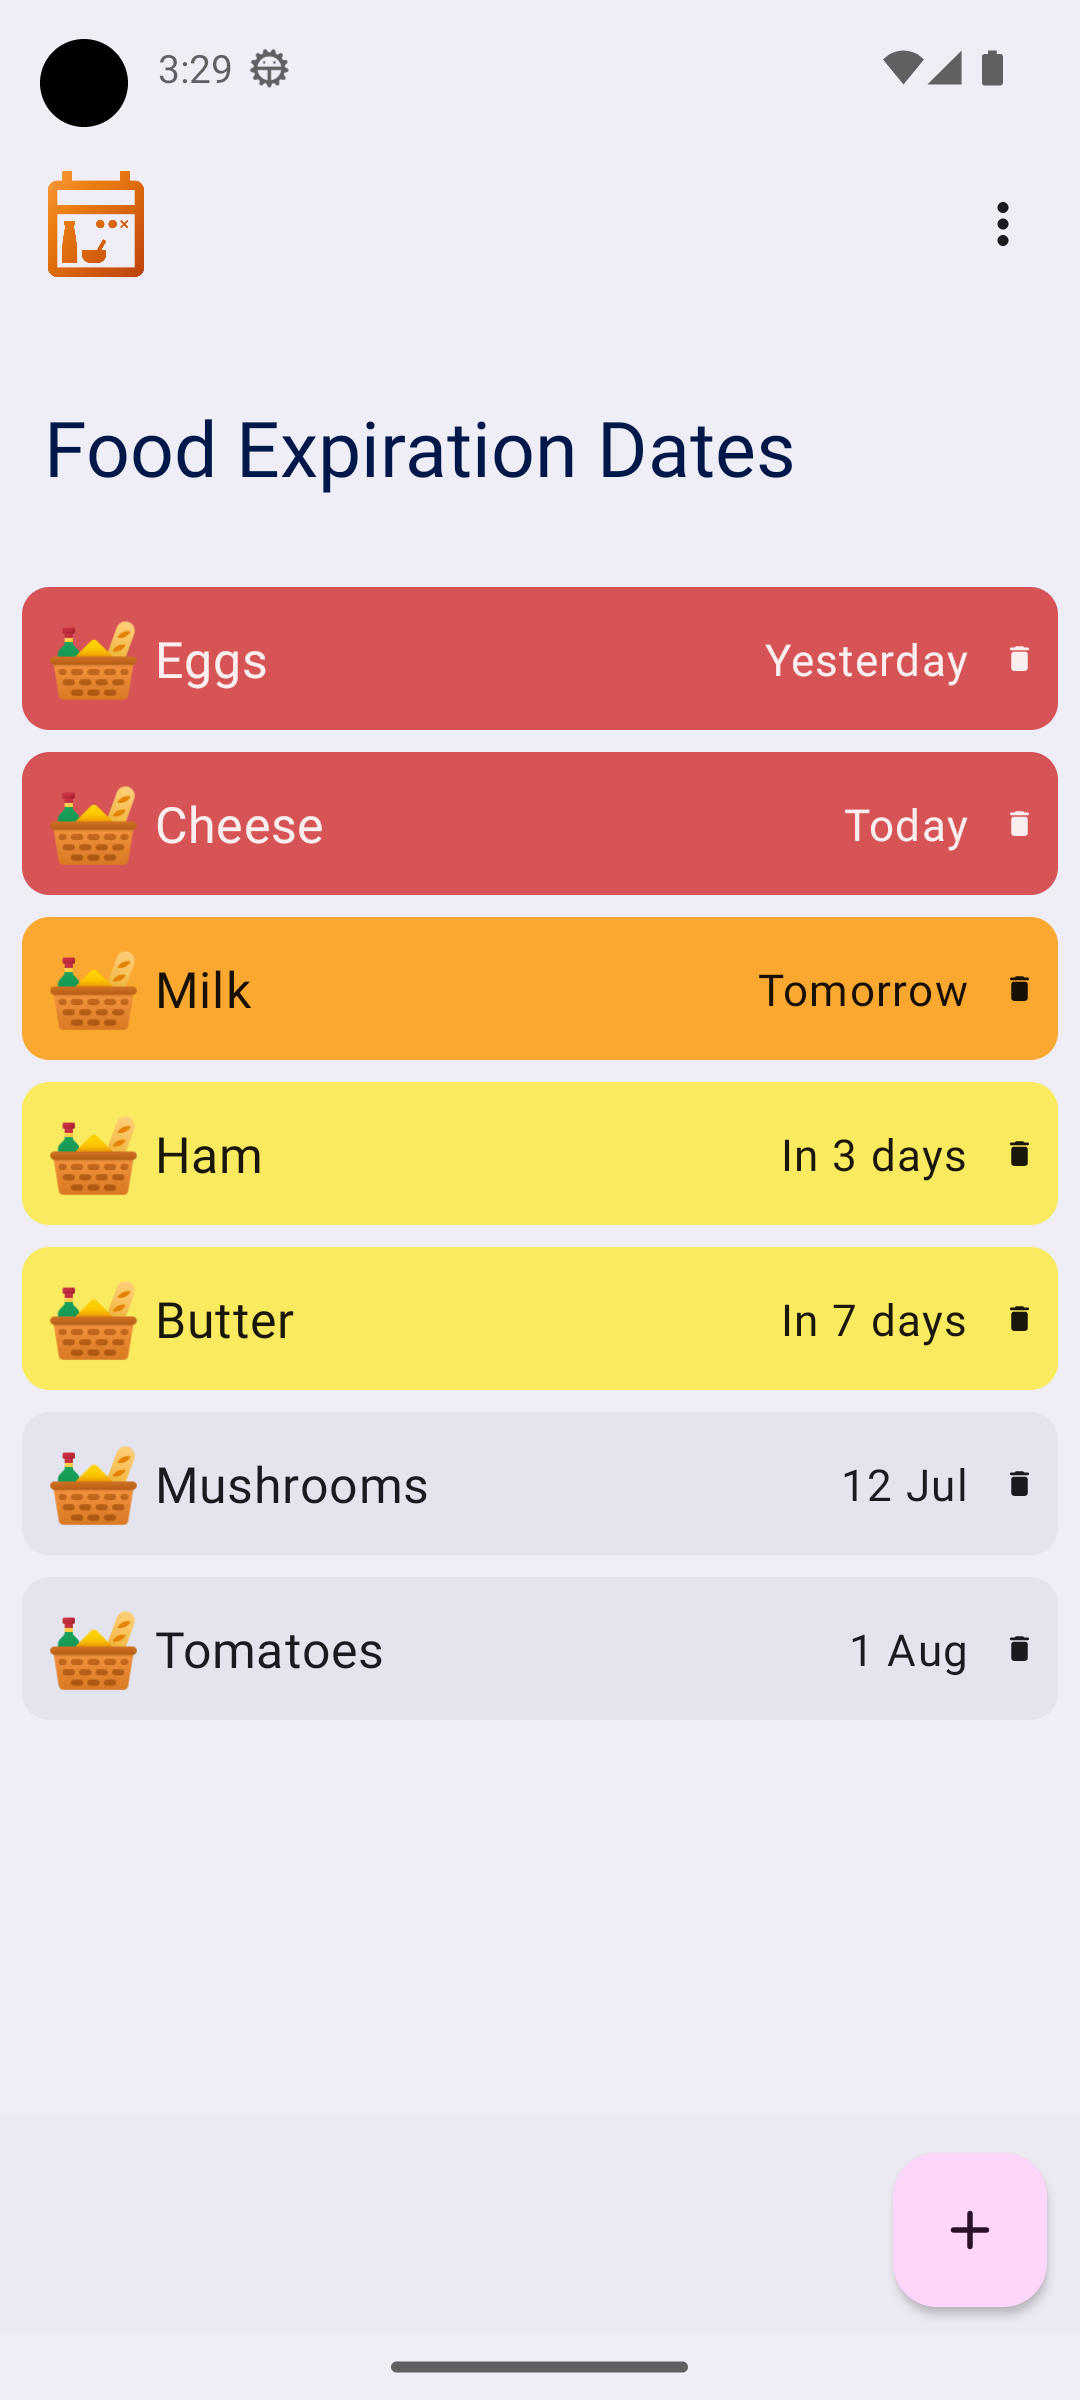 3:29
Food Expiration Dates
Eggs Yesterday
Cheese Today
Milk Tomorrow
Ham In 3 days
Butter In 7 days
Mushrooms 12 Jul
Tomatoes 1 Aug